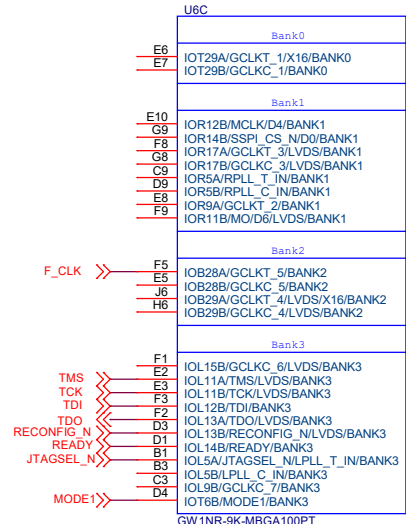 U6C
Bank0
E6 IOT29A/GCLKT_1/X16/BANK0
E7 IOT29B/GCLKC_1/BANK0
Bank1
E10 IOR12B/MCLK/D4/BANK1
G9 IOR14B/SSPI_CS_N/D0/BANK1
F8 IOR17A/GCLKT_3/LVDS/BANK1
G8 IOR17B/GCLKC_3/LVDS/BANK1
C9 IOR5A/RPLL_T_IN/BANK1
D9 IOR5B/RPLL_C_IN/BANK1
E8 IOR9A/GCLKT_2/BANK1
F9 IOR11B/MO/D6/LVDS/BANK1
Bank2
F_CLK F5 IOB28A/GCLKT_5/BANK2
E5 IOB28B/GCLKC_5/BANK2
J6 IOB29A/GCLKT_4/LVDS/X16/BANK2
H6 IOB29B/GCLKC_4/LVDS/BANK2
Bank3
F1 IOL15B/GCLKC_6/LVDS/BANK3
TMS E2 IOL11A/TMS/LVDS/BANK3
TCK E3 IOL11B/TCK/LVDS/BANK3
TDI F3 IOL12B/TDI/BANK3
TDO F2 IOL13A/TDO/LVDS/BANK3
RECONFIG_N D3 IOL13B/RECONFIG_N/LVDS/BANK3
READY D1 IOL14B/READY/BANK3
JTAGSEL_N B1 IOL5A/JTAGSEL_N/LPLL_T_IN/BANK3
B3 IOL5B/LPLL_C_IN/BANK3
C3 IOL9B/GCLKC_7/BANK3
MODE1 D4 IOT6B/MODE1/BANK3
GW1NR-9K-MBGA100PT